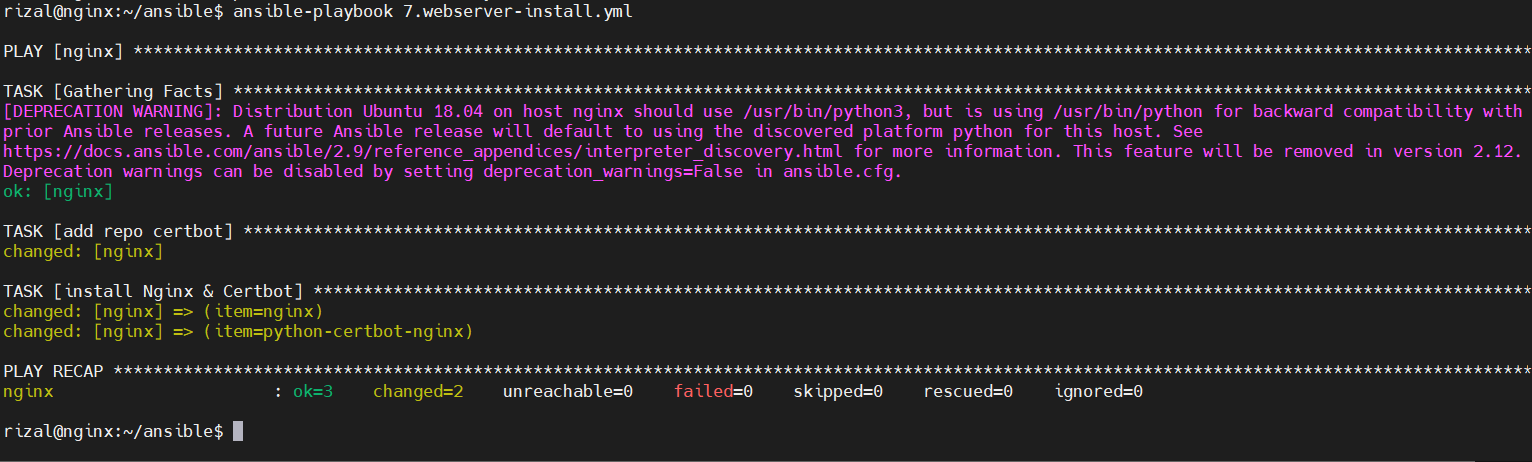 rizal@nginx:~/ansible$ ansible-playbook 7.webserver-install.yml
PLAY [nginx] ********************************************************************************************************************************************
TASK [Gathering Facts] **********************************************************************************************************************************
[DEPRECATION WARNING]: Distribution Ubuntu 18.04 on host nginx should use /usr/bin/python3, but is using /usr/bin/python for backward compatibility with
prior Ansible releases. A future Ansible release will default to using the discovered platform python for this host. See
https://docs.ansible.com/ansible/2.9/reference_appendices/interpreter_discovery.html for more information. This feature will be removed in version 2.12.
Deprecation warnings can be disabled by setting deprecation_warnings=False in ansible.cfg.
ok: [nginx]
TASK [add repo certbot] *********************************************************************************************************************************
changed: [nginx]
TASK [install Nginx & Certbot] **************************************************************************************************************************
changed: [nginx] => (item=nginx)
changed: [nginx] => (item=python-certbot-nginx)
PLAY RECAP **********************************************************************************************************************************************
nginx                      : ok=3    changed=2    unreachable=0    failed=0    skipped=0    rescued=0    ignored=0
rizal@nginx:~/ansible$